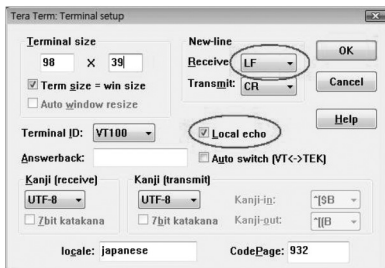 Tera Term: Terminal setup
Terminal size
98 X 39
Term size = win size
Auto window resize
New-line
Receive: LF
Transmit: CR
OK
Cancel
Help
Terminal ID: VT100
Local echo
Answerback:
Auto switch (VT<->TEK)
Kanji (receive)
UTF-8
7bit katakana
Kanji (transmit)
UTF-8
7bit katakana
Kanji-in: ^[$B
Kanji-out: ^[(B
locale: japanese
CodePage: 932